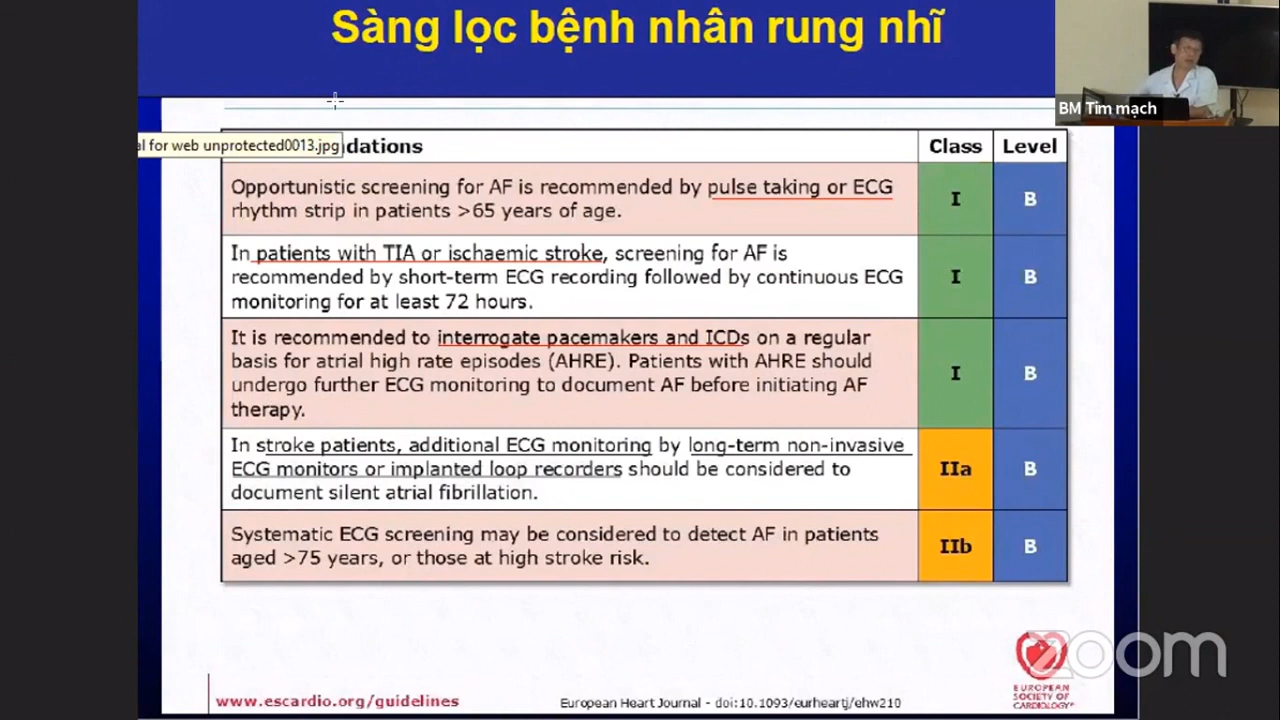 Sàng lọc bệnh nhân rung nhĩ
BM Tim mạch
al for web unprotected0013.jpg
dations
Class
Level
Opportunistic screening for AF is recommended by pulse taking or ECG
rhythm strip in patients >65 years of age.
I
B
In patients with TIA or ischaemic stroke, screening for AF is
recommended by short-term ECG recording followed by continuous ECG
monitoring for at least 72 hours.
I
B
It is recommended to interrogate pacemakers and ICDs on a regular
basis for atrial high rate episodes (AHRE). Patients with AHRE should
undergo further ECG monitoring to document AF before initiating AF
therapy.
I
B
In stroke patients, additional ECG monitoring by long-term non-invasive
ECG monitors or implanted loop recorders should be considered to
document silent atrial fibrillation.
IIa
B
Systematic ECG screening may be considered to detect AF in patients
aged >75 years, or those at high stroke risk.
IIb
B
zoom
EUROPEAN
SOCIETY OF
CARDIOLOGY®
www.escardio.org/guidelines
European Heart Journal - doi:10.1093/eurheartj/ehw210